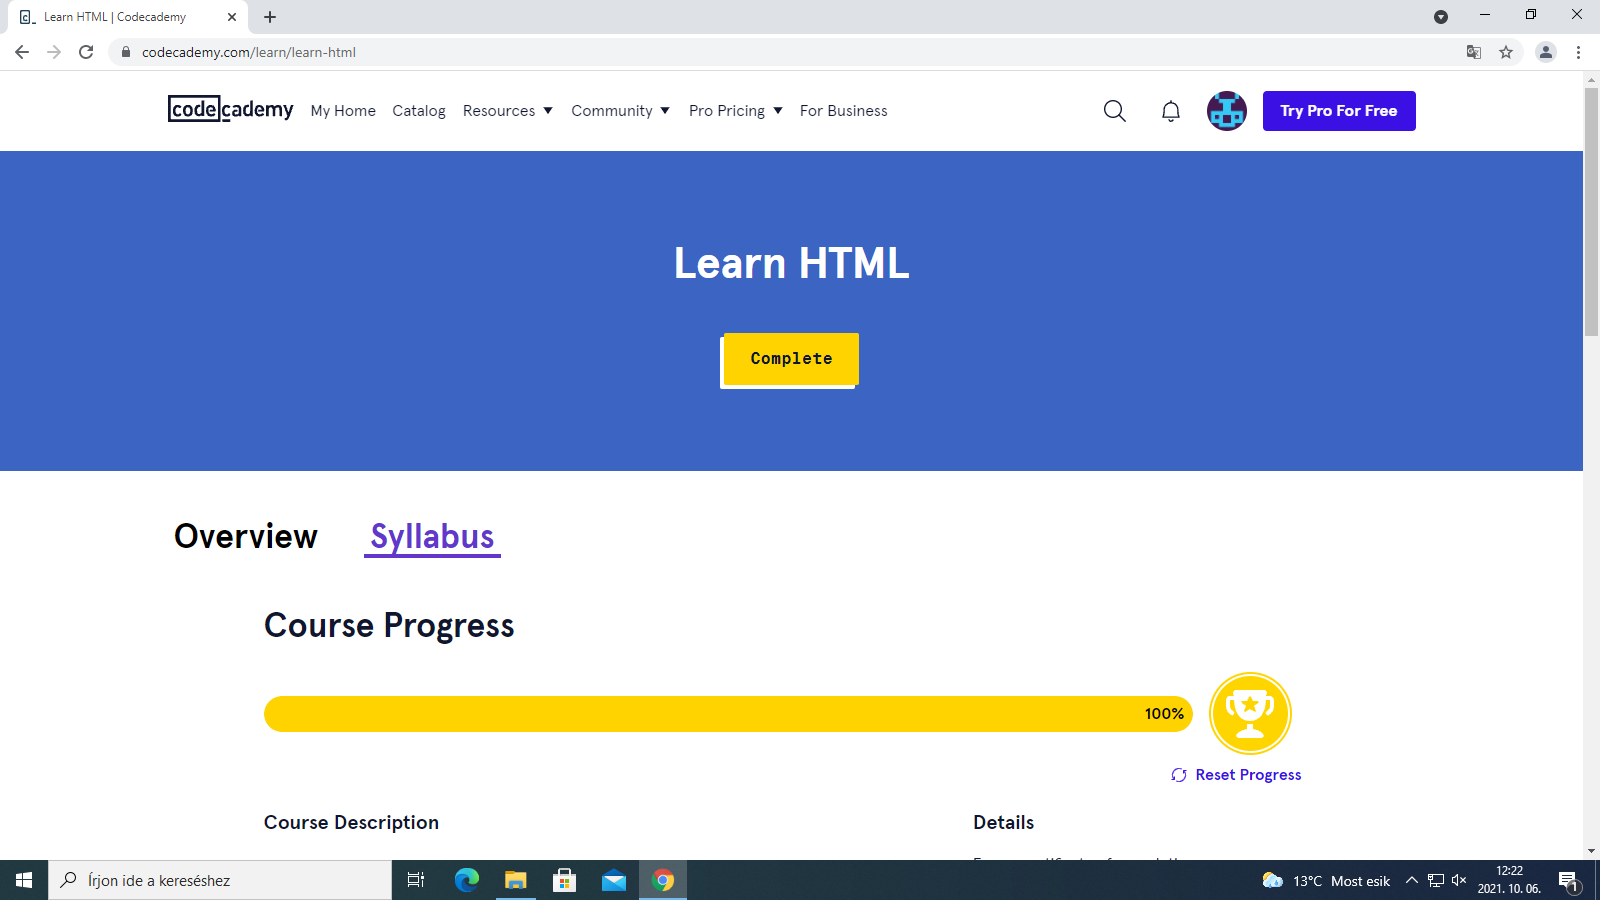 Learn HTML | Codecademy
codecademy.com/learn/learn-html
codecademy My Home Catalog Resources Community Pro Pricing For Business Try Pro For Free
Learn HTML
Complete
Overview Syllabus
Course Progress
100%
Reset Progress
Course Description Details
Írjon ide a kereséshez
13°C Most esik
12:22
2021. 10. 06.
1